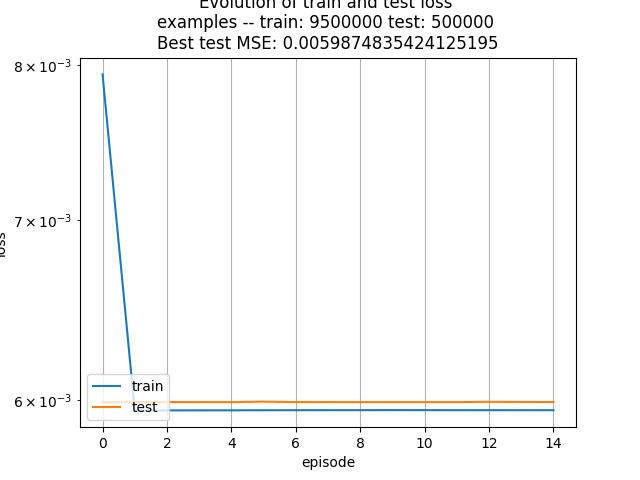 Evolution of train and test loss
examples -- train: 9500000 test: 500000
Best test MSE: 0.0059874835424125195
8 × 10⁻³
7 × 10⁻³
6 × 10⁻³
loss
train
test
0 2 4 6 8 10 12 14
episode